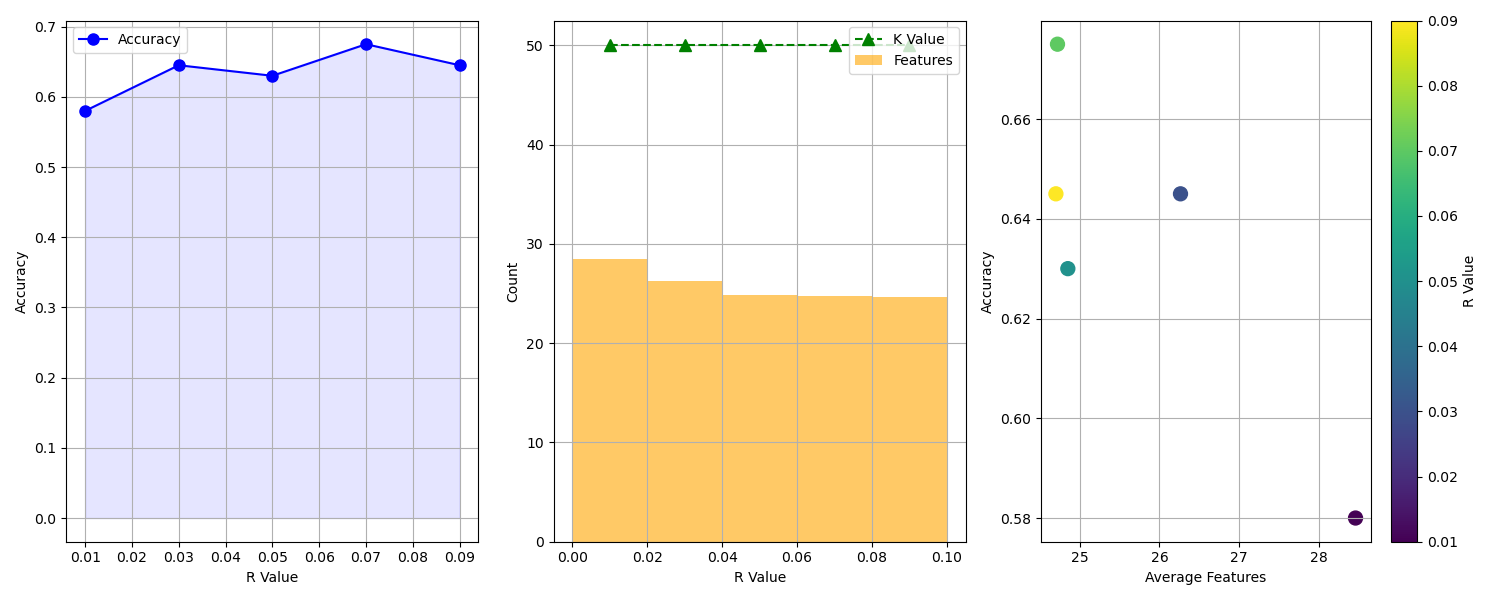 0.7
0.6
0.5
0.4
0.3
0.2
0.1
0.0
Accuracy
Accuracy
0.01 0.02 0.03 0.04 0.05 0.06 0.07 0.08 0.09
R Value
50
40
30
20
10
0
Count
K Value
Features
0.00 0.02 0.04 0.06 0.08 0.10
R Value
0.66
0.64
0.62
0.60
0.58
Accuracy
25 26 27 28
Average Features
0.09
0.08
0.07
0.06
0.05
0.04
0.03
0.02
0.01
R Value